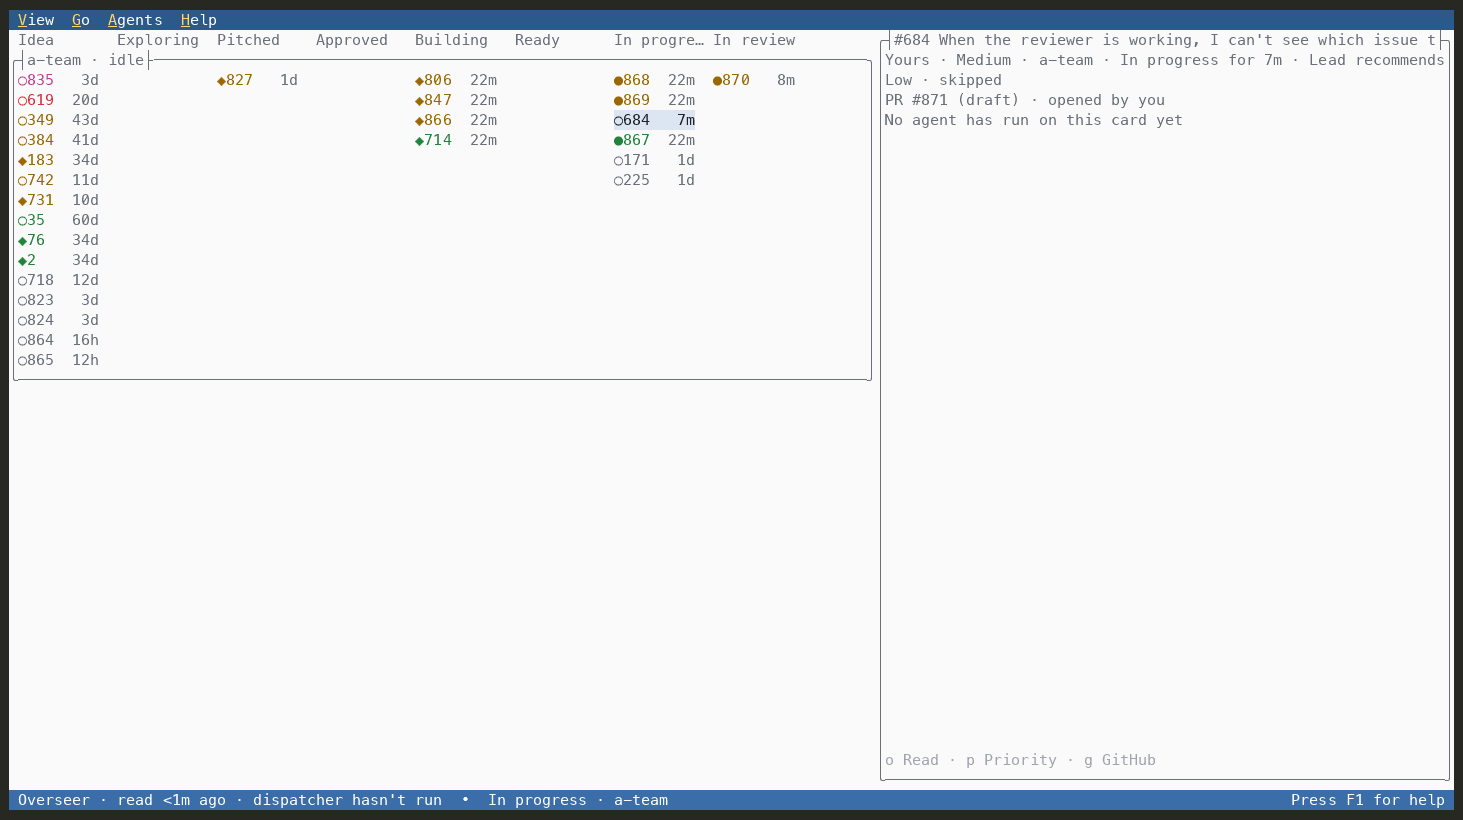 View Go Agents Help
Idea Exploring Pitched Approved Building Ready In progre… In review
a-team · idle
○835 3d ◆827 1d ◆806 22m ●868 22m ●870 8m
○619 20d ◆847 22m ●869 22m
○349 43d ◆866 22m ○684 7m
○384 41d ◆714 22m ●867 22m
◆183 34d ○171 1d
○742 11d ○225 1d
◆731 10d
○35 60d
◆76 34d
◆2 34d
○718 12d
○823 3d
○824 3d
○864 16h
○865 12h
#684 When the reviewer is working, I can't see which issue t
Yours · Medium · a-team · In progress for 7m · Lead recommends
Low · skipped
PR #871 (draft) · opened by you
No agent has run on this card yet
o Read · p Priority · g GitHub
Overseer · read <1m ago · dispatcher hasn't run • In progress · a-team
Press F1 for help